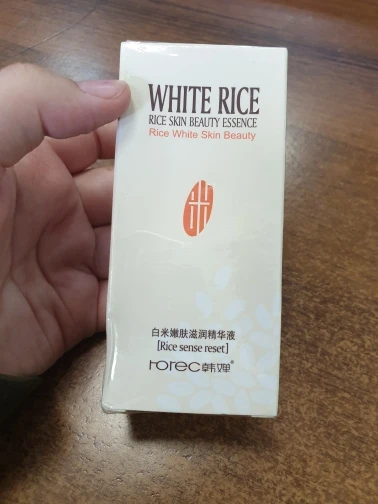 WHITE RICE
RICE SKIN BEAUTY ESSENCE
Rice White Skin Beauty
米
白米嫩肤滋润精华液
[Rice sense reset]
rorec韩婵®